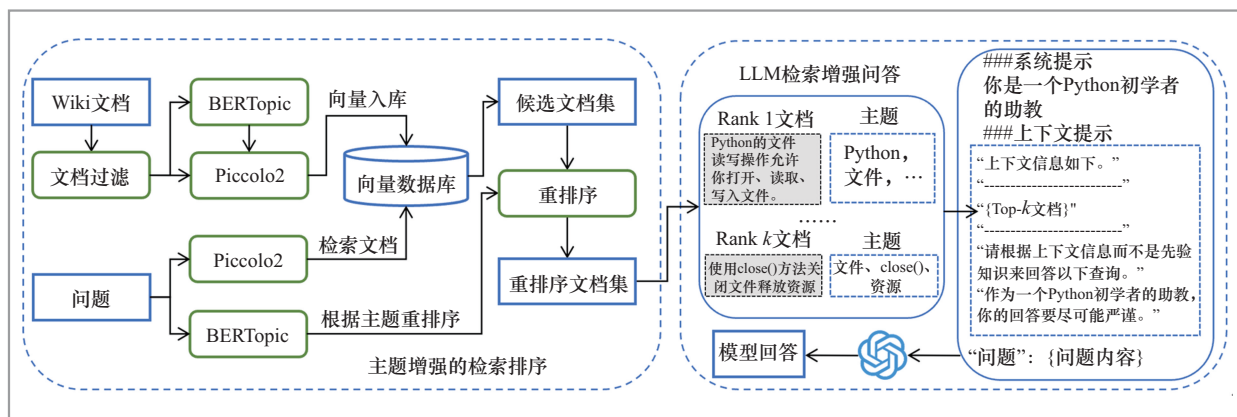 Wiki文档
BERTopic
向量入库
候选文档集
文档过滤
Piccolo2
向量数据库
重排序
Piccolo2
检索文档
问题
重排序文档集
BERTopic
根据主题重排序
主题增强的检索排序
LLM检索增强问答
Rank 1文档
主题
Python的文件
读写操作允许
你打开、读取、
写入文件。
Python，
文件，…
……
Rank k文档
主题
使用close()方法关
闭文件释放资源
文件、close()、
资源
###系统提示
你是一个Python初学者
的助教
###上下文提示
“上下文信息如下。”
“--------------------------”
“{Top-k文档}"
“--------------------------”
“请根据上下文信息而不是先验
知识来回答以下查询。”
“作为一个Python初学者的助教，
你的回答要尽可能严谨。”
“问题”：{问题内容}
模型回答